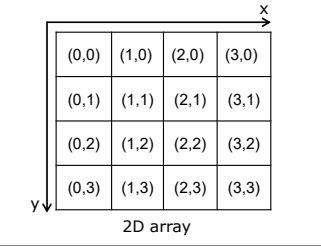 x
(0,0) (1,0) (2,0) (3,0)
(0,1) (1,1) (2,1) (3,1)
(0,2) (1,2) (2,2) (3,2)
(0,3) (1,3) (2,3) (3,3)
y
2D array